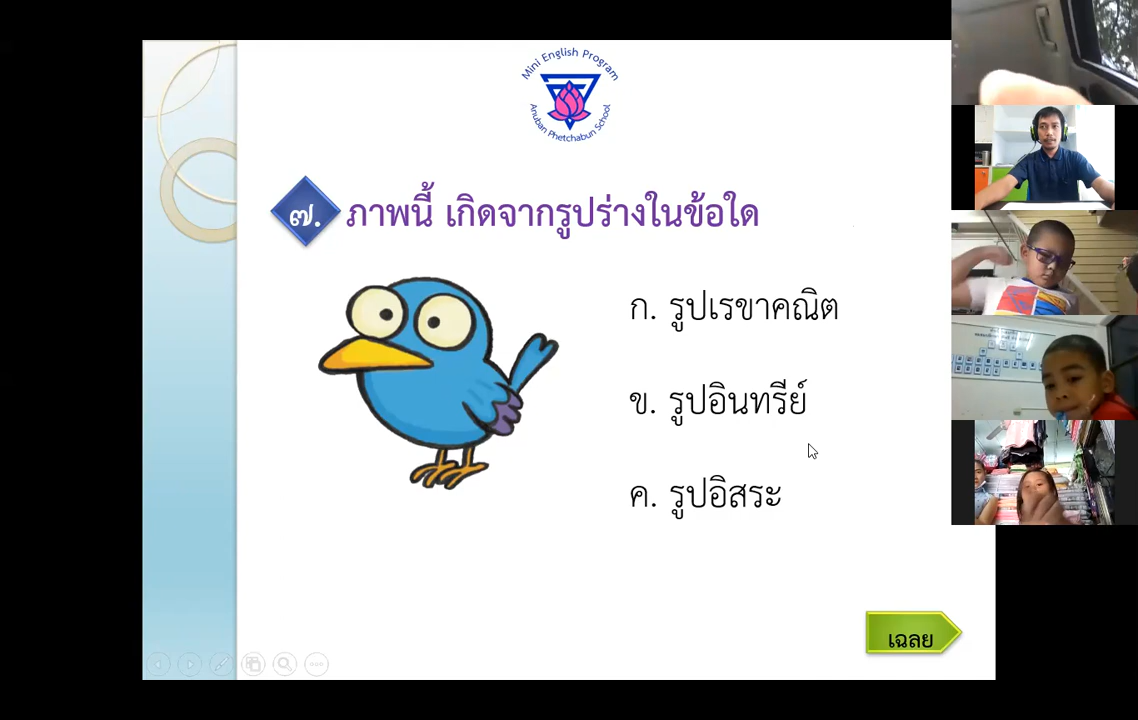 Mini English Program
Anuban Phetchabun School
๗. ภาพนี้ เกิดจากรูปร่างในข้อใด
ก. รูปเรขาคณิต
ข. รูปอินทรีย์
ค. รูปอิสระ
เฉลย